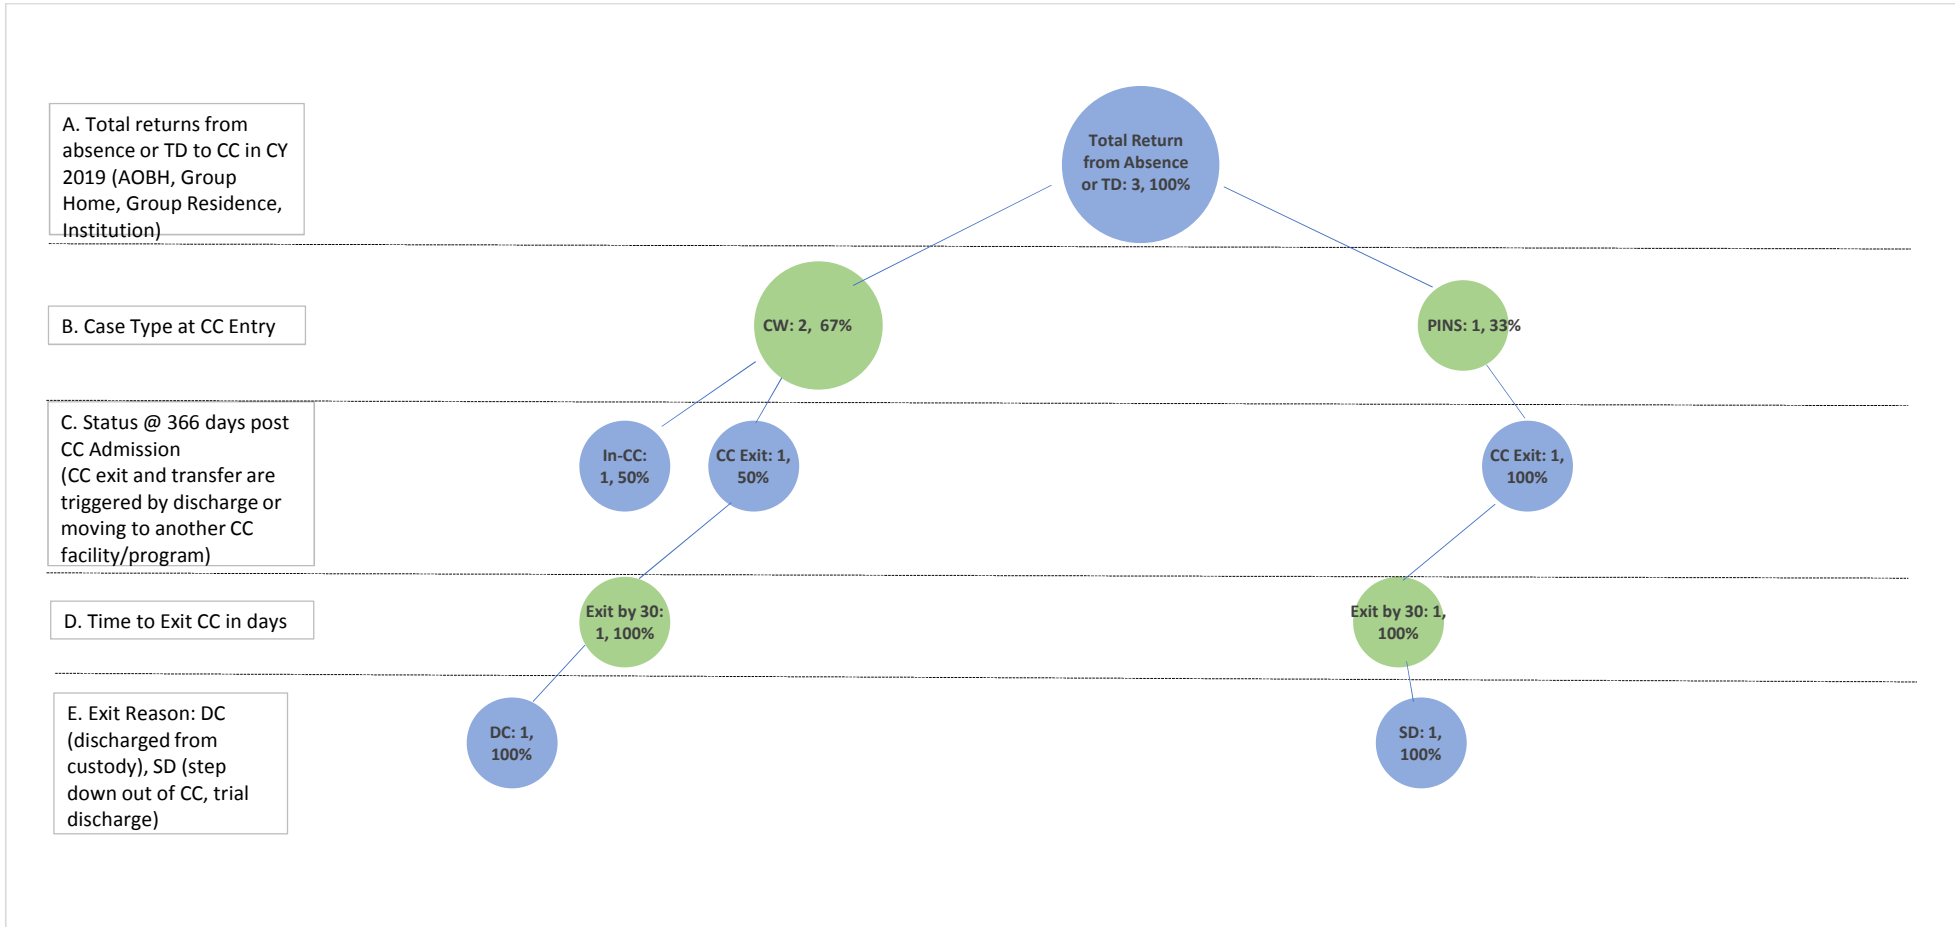 A. Total returns from
absence or TD to CC in CY
2019 (AOBH, Group
Home, Group Residence,
Institution)
Total Return
from Absence
or TD: 3, 100%
B. Case Type at CC Entry
CW: 2, 67%
PINS: 1, 33%
C. Status @ 366 days post
CC Admission
(CC exit and transfer are
triggered by discharge or
moving to another CC
facility/program)
In-CC:
1, 50%
CC Exit: 1,
50%
CC Exit: 1,
100%
D. Time to Exit CC in days
Exit by 30:
1, 100%
Exit by 30: 1,
100%
E. Exit Reason: DC
(discharged from
custody), SD (step
down out of CC, trial
discharge)
DC: 1,
100%
SD: 1,
100%